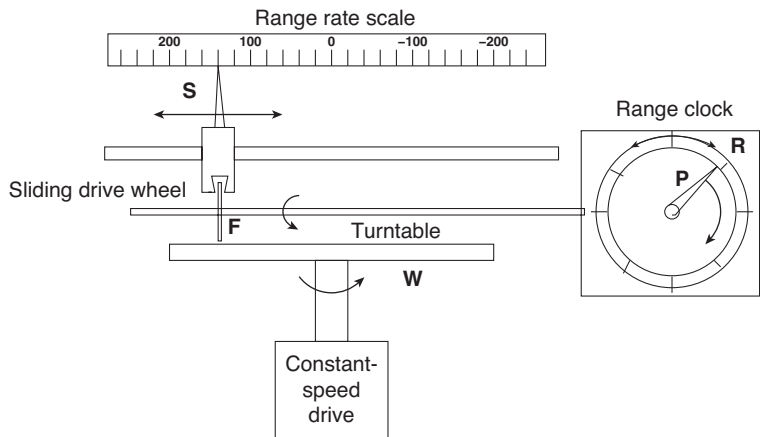 Range rate scale
200 100 0 −100 −200
S
Range clock
R
P
Sliding drive wheel
F
Turntable
W
Constant-
speed
drive